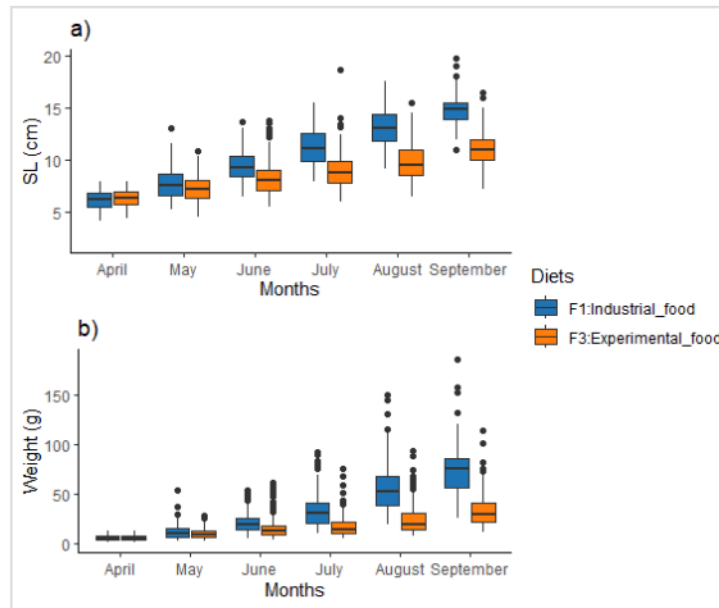 a)
20
15
10
5
SL (cm)
April May June July August September
Months
Diets
F1:Industrial_food
F3:Experimental_food
b)
150
100
50
0
Weight (g)
April May June July August September
Months